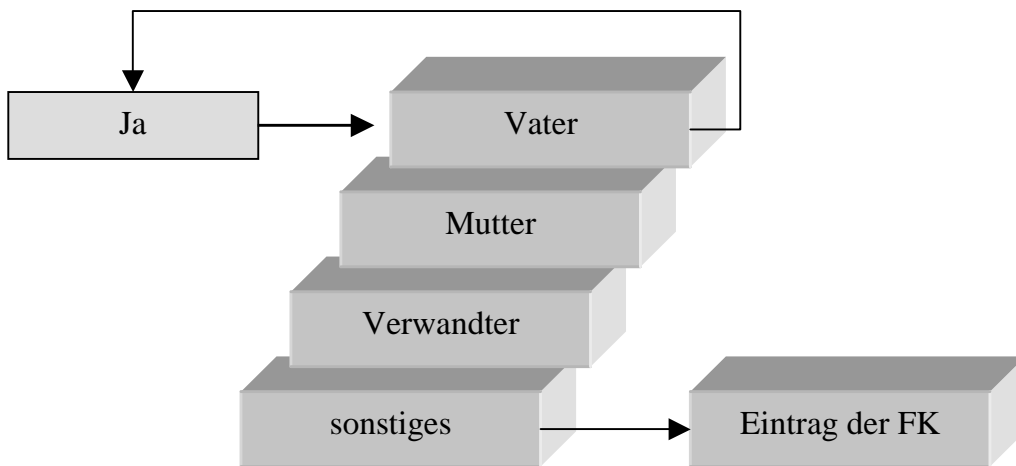 Ja
Vater
Mutter
Verwandter
sonstiges
Eintrag der FK